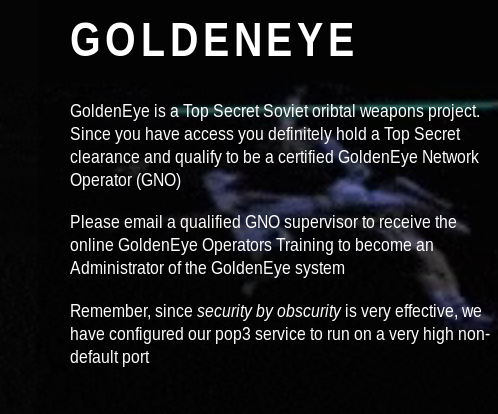 GOLDENEYE
GoldenEye is a Top Secret Soviet oribtal weapons project.
Since you have access you definitely hold a Top Secret
clearance and qualify to be a certified GoldenEye Network
Operator (GNO)
Please email a qualified GNO supervisor to receive the
online GoldenEye Operators Training to become an
Administrator of the GoldenEye system
Remember, since security by obscurity is very effective, we
have configured our pop3 service to run on a very high non-
default port